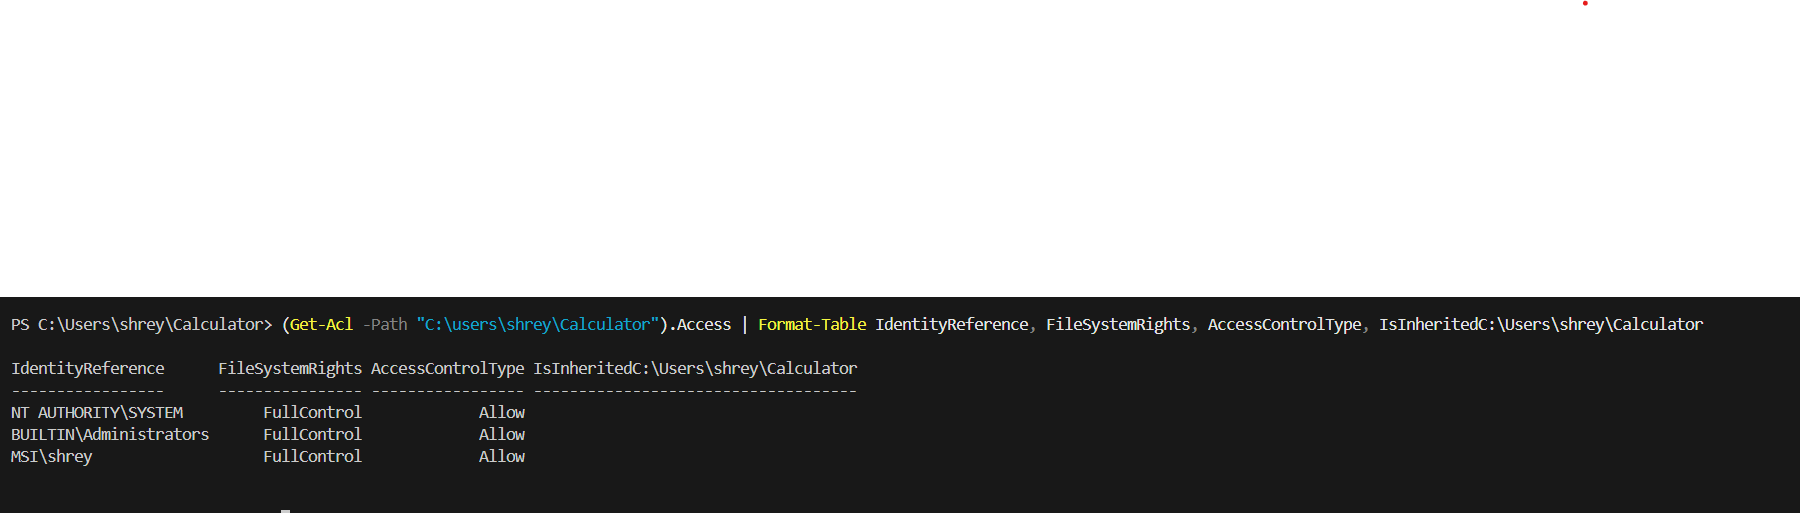 PS C:\Users\shrey\Calculator> (Get-Acl -Path "C:\users\shrey\Calculator").Access | Format-Table IdentityReference, FileSystemRights, AccessControlType, IsInheritedC:\Users\shrey\Calculator
IdentityReference      FileSystemRights AccessControlType IsInheritedC:\Users\shrey\Calculator
-----------------      ---------------- ----------------- ------------------------------------
NT AUTHORITY\SYSTEM         FullControl             Allow
BUILTIN\Administrators      FullControl             Allow
MSI\shrey                   FullControl             Allow